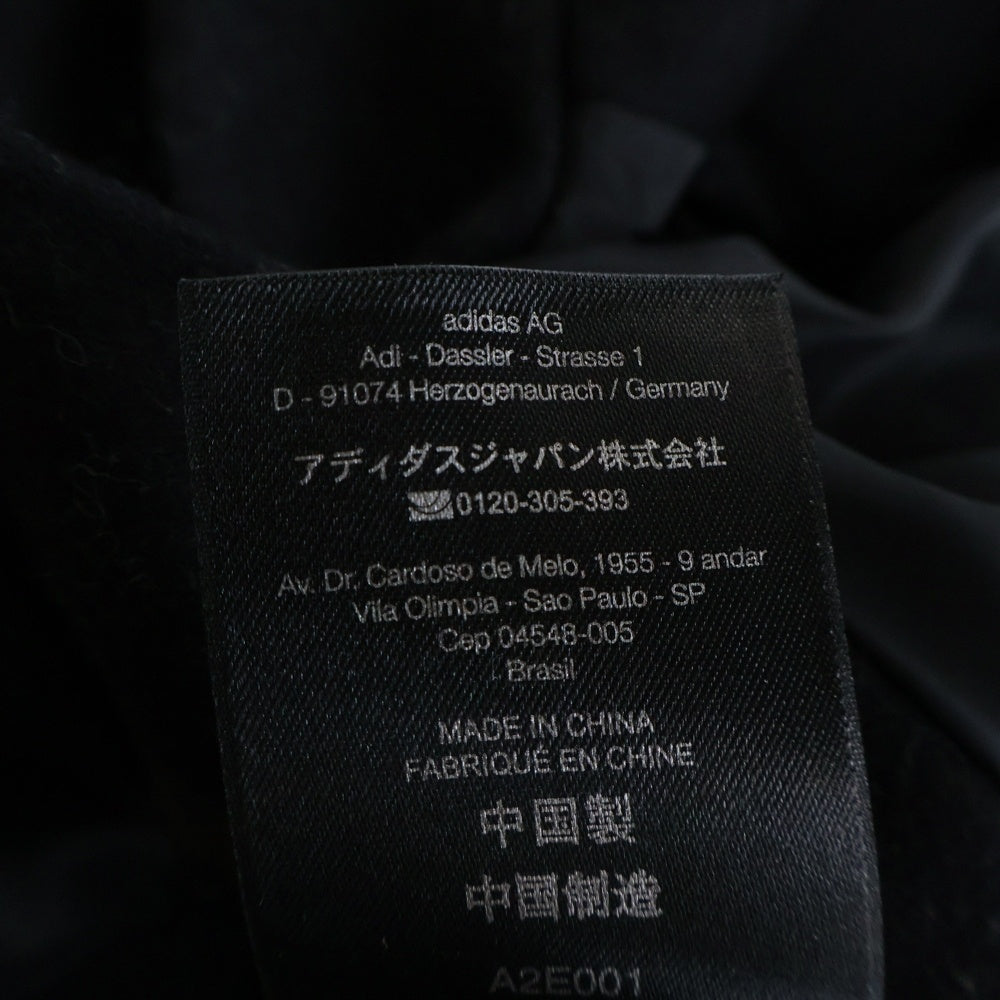 adidas AG
Adi - Dassler - Strasse 1
D - 91074 Herzogenaurach / Germany
アディダスジャパン株式会社
0120-305-393
Av. Dr. Cardoso de Melo, 1955 - 9 andar
Vila Olimpia - Sao Paulo - SP
Cep 04548-005
Brasil
MADE IN CHINA
FABRIQUÉ EN CHINE
中国製
中国制造
A2E001